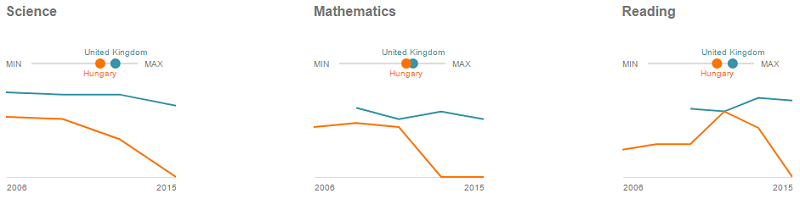 Science
United Kingdom
MIN MAX
Hungary
2006 2015
Mathematics
United Kingdom
MIN MAX
Hungary
2006 2015
Reading
United Kingdom
MIN MAX
Hungary
2006 2015